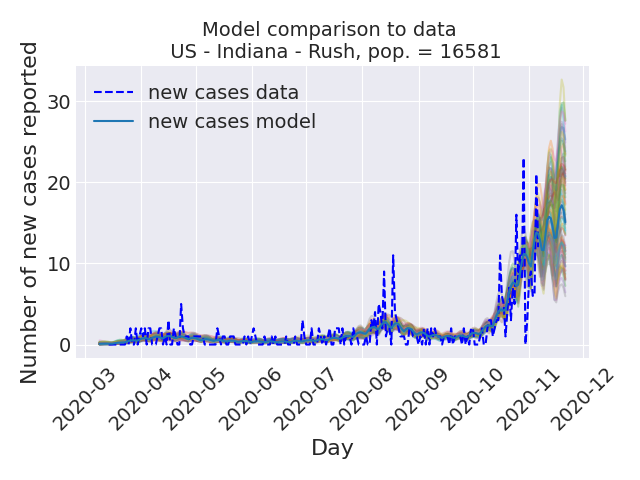 Model comparison to data
US - Indiana - Rush, pop. = 16581
Number of new cases reported
30
20
10
0
new cases data
new cases model
2020-03
2020-04
2020-05
2020-06
2020-07
2020-08
2020-09
2020-10
2020-11
2020-12
Day